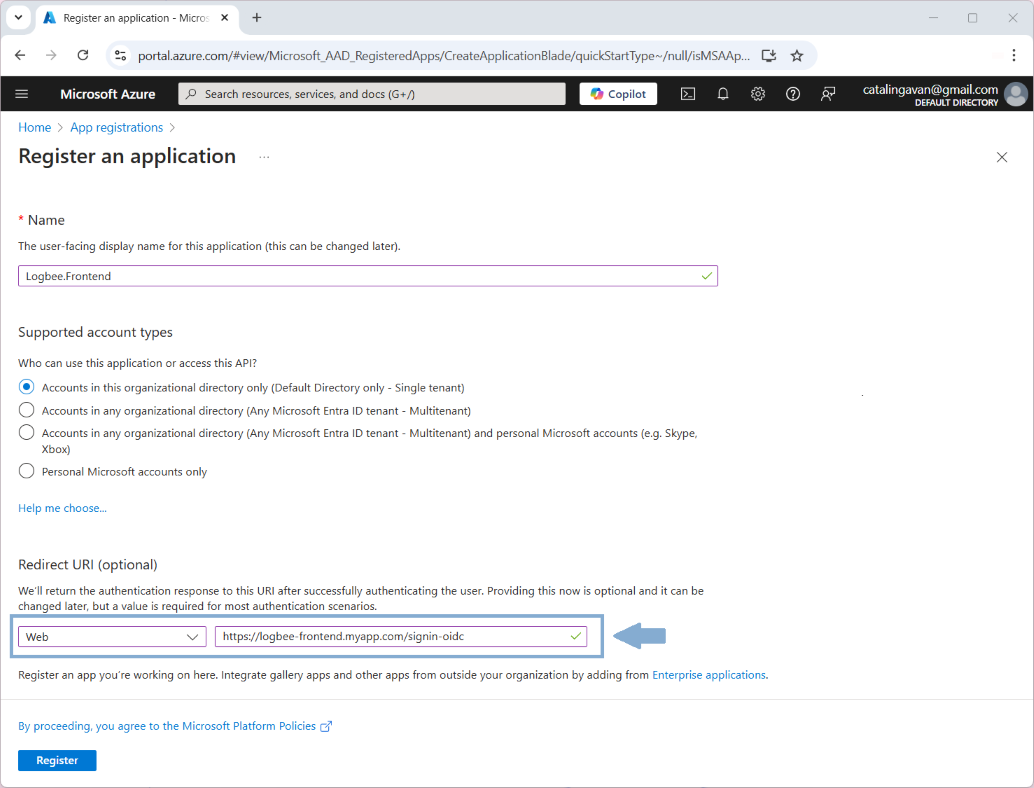 Register an application - Micros
portal.azure.com/#view/Microsoft_AAD_RegisteredApps/CreateApplicationBlade/quickStartType~/null/isMSAAp...
Microsoft Azure
Search resources, services, and docs (G+/)
Copilot
catalingavan@gmail.com
DEFAULT DIRECTORY
Home > App registrations >
Register an application ...
* Name
The user-facing display name for this application (this can be changed later).
Logbee.Frontend
Supported account types
Who can use this application or access this API?
Accounts in this organizational directory only (Default Directory only - Single tenant)
Accounts in any organizational directory (Any Microsoft Entra ID tenant - Multitenant)
Accounts in any organizational directory (Any Microsoft Entra ID tenant - Multitenant) and personal Microsoft accounts (e.g. Skype,
Xbox)
Personal Microsoft accounts only
Help me choose...
Redirect URI (optional)
We'll return the authentication response to this URI after successfully authenticating the user. Providing this now is optional and it can be
changed later, but a value is required for most authentication scenarios.
Web
https://logbee-frontend.myapp.com/signin-oidc
Register an app you're working on here. Integrate gallery apps and other apps from outside your organization by adding from Enterprise applications.
By proceeding, you agree to the Microsoft Platform Policies
Register